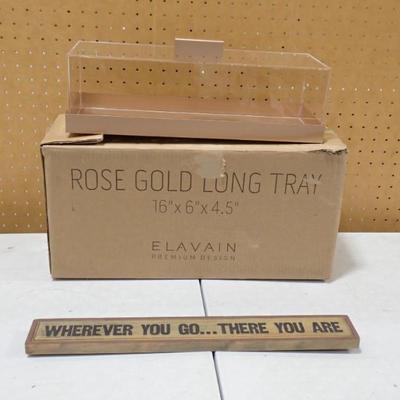 ROSE GOLD LONG TRAY
16"x 6"x 4.5"
ELAVAIN
PREMIUM DESIGN
WHEREVER YOU GO...THERE YOU ARE